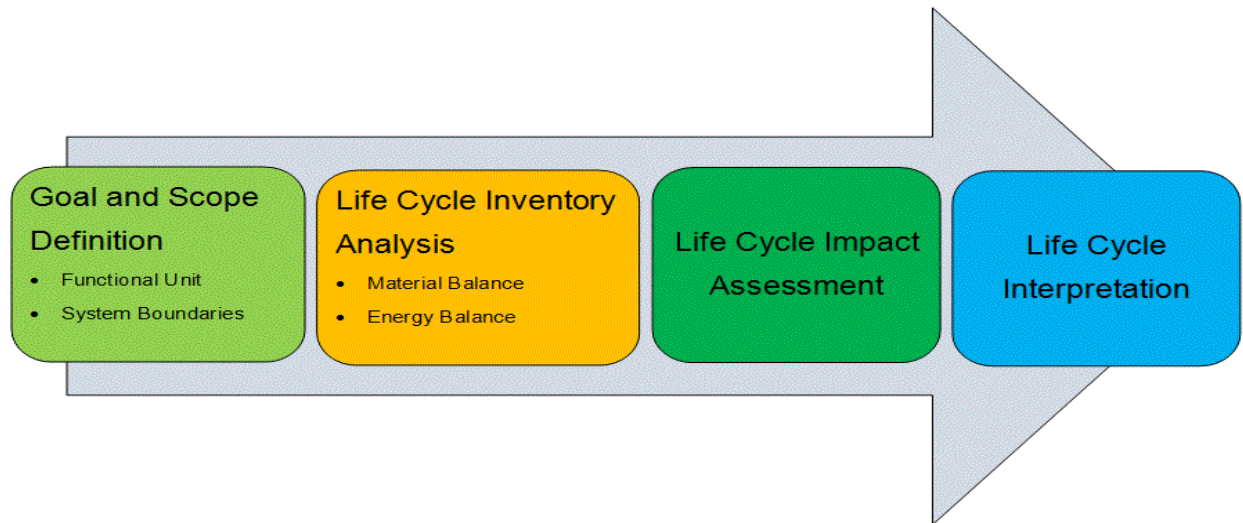 Goal and Scope
Definition
• Functional Unit
• System Boundaries
Life Cycle Inventory
Analysis
• Material Balance
• Energy Balance
Life Cycle Impact
Assessment
Life Cycle
Interpretation